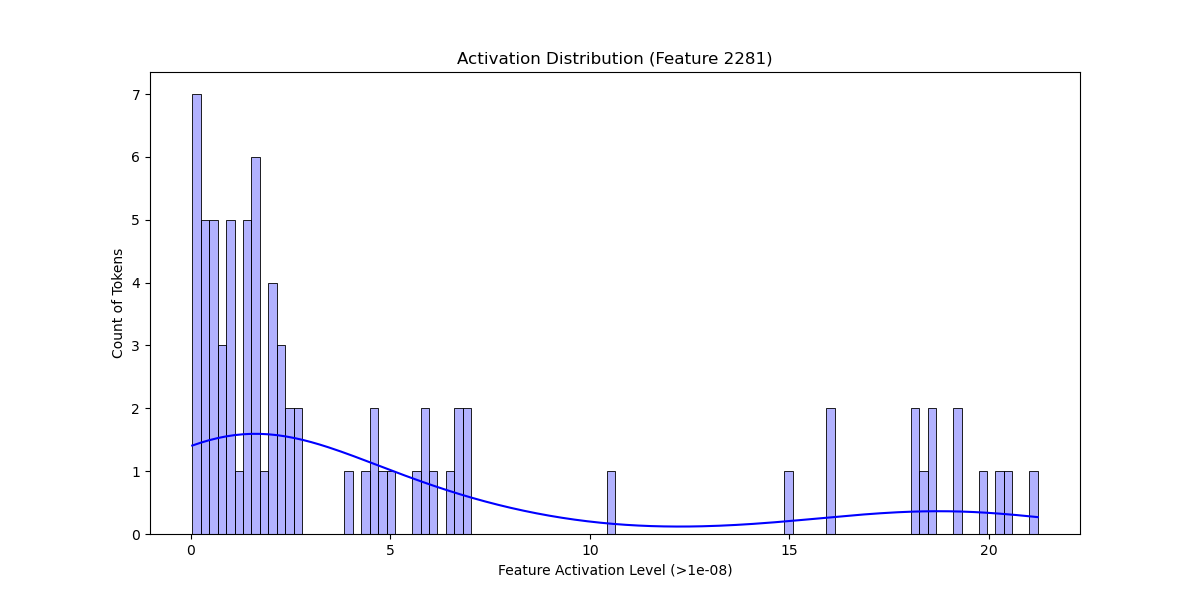 Activation Distribution (Feature 2281)
7
6
5
4
3
2
1
0
Count of Tokens
0 5 10 15 20
Feature Activation Level (>1e-08)